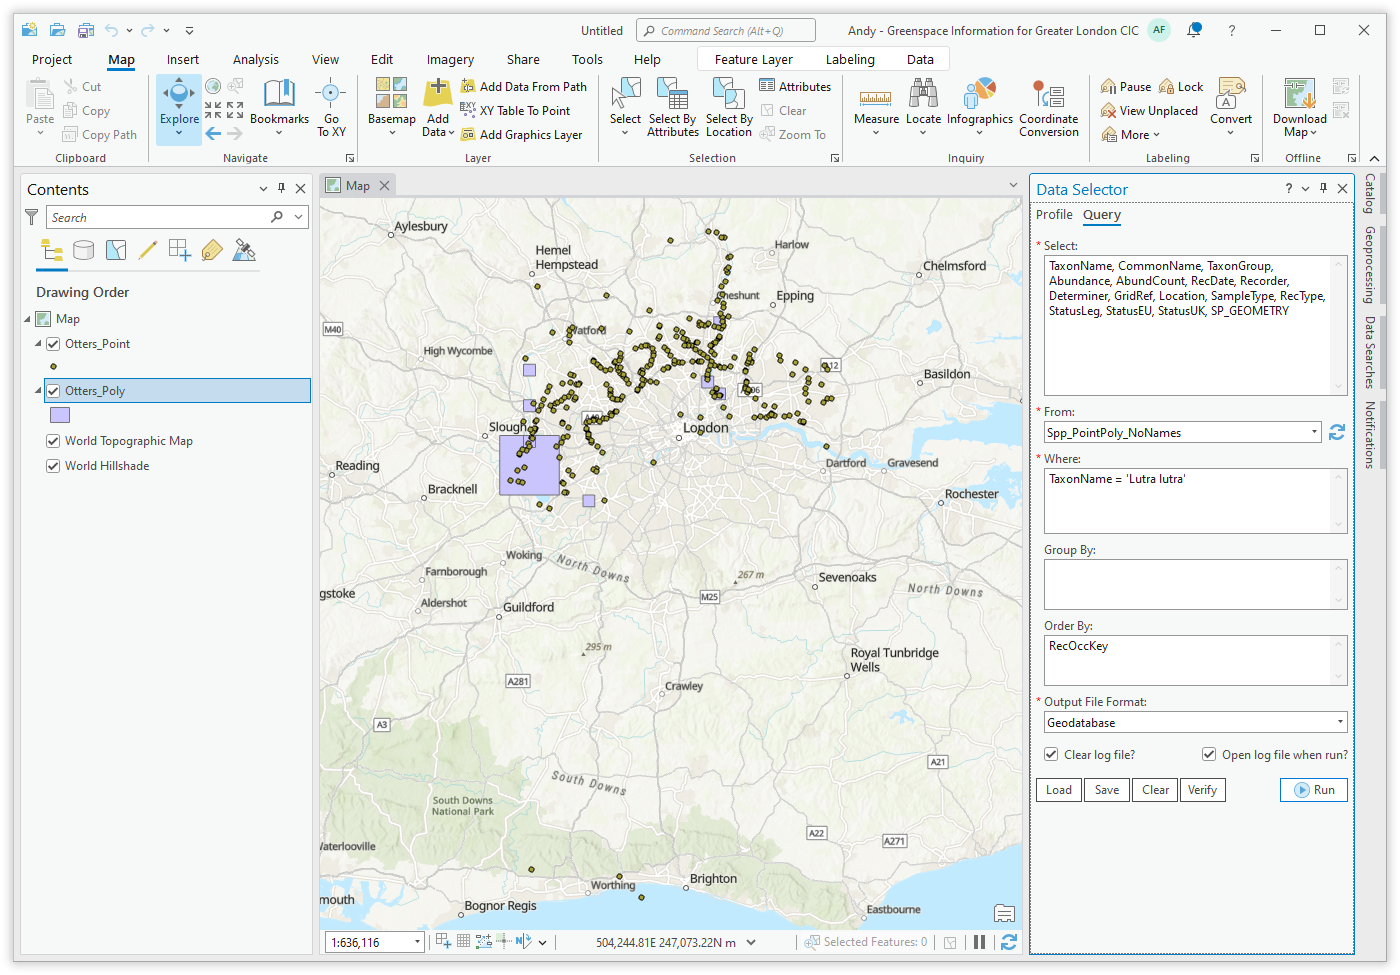 Untitled
Command Search (Alt+Q)
Andy - Greenspace Information for Greater London CIC
AF
?
Project
Map
Insert
Analysis
View
Edit
Imagery
Share
Tools
Help
Feature Layer
Labeling
Data
Paste
Cut
Copy
Copy Path
Clipboard
Explore
Bookmarks
Go
To XY
Navigate
Basemap
Add
Data
Add Data From Path
XY Table To Point
Add Graphics Layer
Layer
Select
Select By
Attributes
Select By
Location
Attributes
Clear
Zoom To
Selection
Measure
Locate
Infographics
Coordinate
Conversion
Inquiry
Pause
Lock
View Unplaced
More
Convert
Labeling
Download
Map
Offline
Contents
Search
Drawing Order
Map
Otters_Point
Otters_Poly
World Topographic Map
World Hillshade
Map
Aylesbury
Hemel
Hempstead
Harlow
Chelmsford
Cheshunt
Epping
M40
Watford
High Wycombe
A12
Basildon
A406
A404
Slough
London
Reading
Dartford
Gravesend
Bracknell
Rochester
Woking
North Downs
267 m
Farnborough
Sevenoaks
North Downs
gstoke
M25
Aldershot
Guildford
295 m
Royal Tunbridge
Wells
A281
Crawley
A3
A21
South Downs
South Downs
National Park
A22
A271
Waterlooville
Brighton
Worthing
mouth
Bognor Regis
Eastbourne
1:636,116
504,244.81E 247,073.22N m
Selected Features: 0
Data Selector
?
Profile
Query
* Select:
TaxonName, CommonName, TaxonGroup,
Abundance, AbundCount, RecDate, Recorder,
Determiner, GridRef, Location, SampleType, RecType,
StatusLeg, StatusEU, StatusUK, SP_GEOMETRY
* From:
Spp_PointPoly_NoNames
* Where:
TaxonName = 'Lutra lutra'
Group By:
Order By:
RecOccKey
* Output File Format:
Geodatabase
Clear log file?
Open log file when run?
Load
Save
Clear
Verify
Run
Catalog
Geoprocessing
Data Searches
Notifications